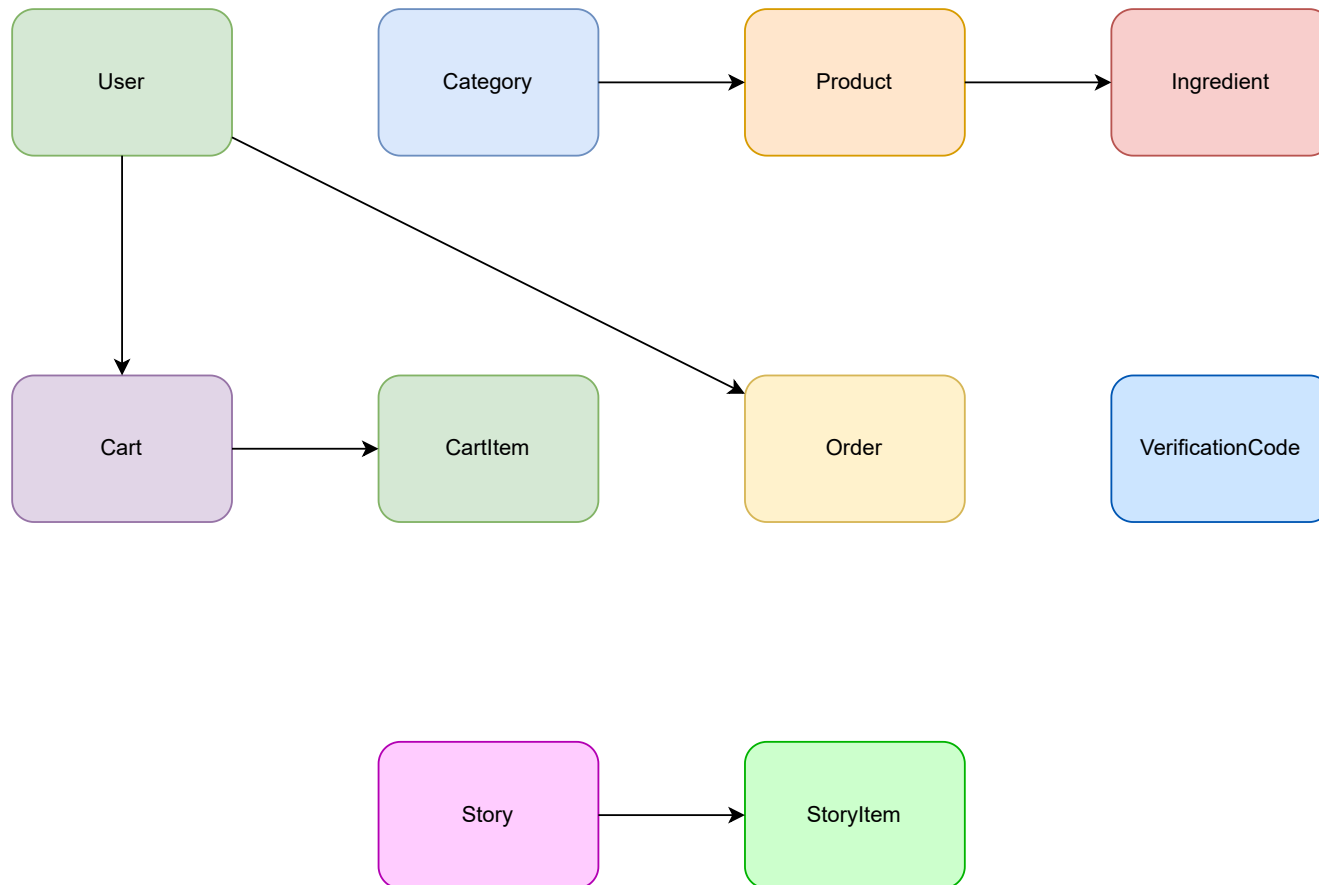 User
Category
Product
Ingredient
Cart
CartItem
Order
VerificationCode
Story
StoryItem